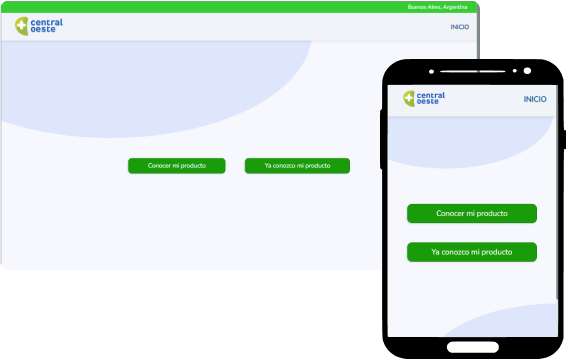 Buenos Aires, Argentina
central
oeste
INICIO
Conocer mi producto
Ya conozco mi producto
central
oeste
INICIO
Conocer mi producto
Ya conozco mi producto